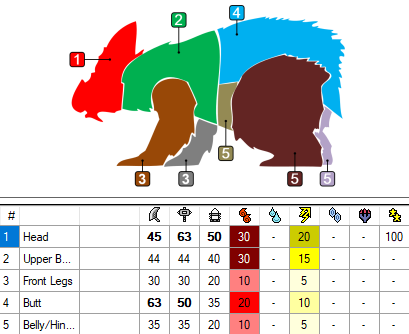 4
2
1
5
3
3
5
5
#
1 Head 45 63 50 30 - 20 - - 100
2 Upper B... 44 44 40 30 - 15 - - -
3 Front Legs 30 30 20 10 - 5 - - -
4 Butt 63 50 35 20 - 10 - - -
5 Belly/Hin... 35 35 20 10 - 5 - - -